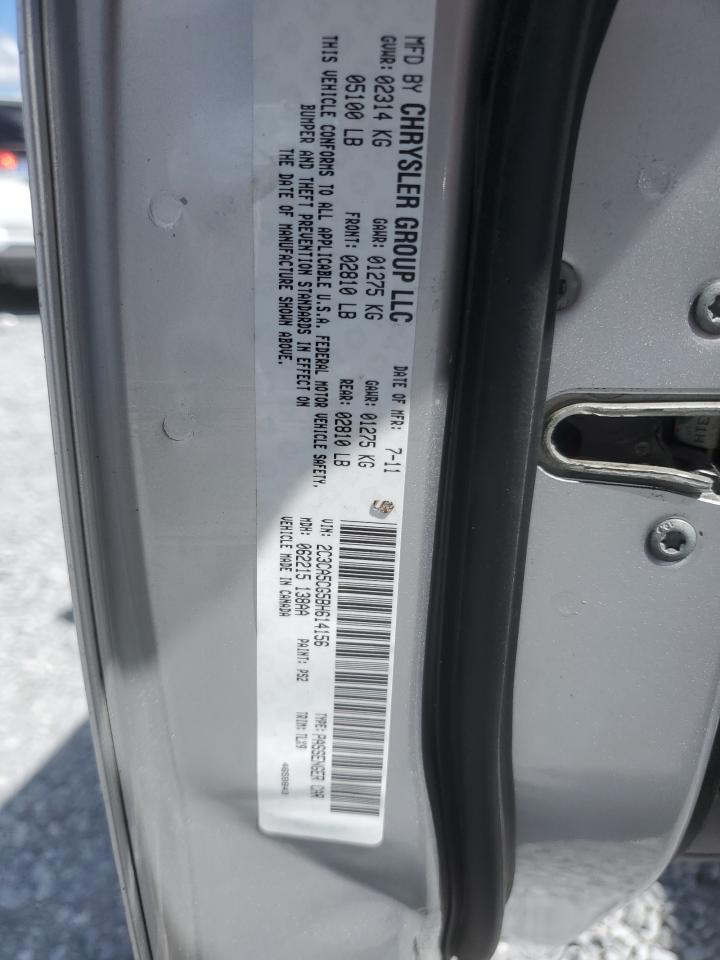 MFD BY CHRYSLER GROUP LLC
DATE OF MFR: 7-11
GVWR: 02314 KG
GAWR: 01275 KG
GAWR: 01275 KG
05100 LB
FRONT: 02810 LB
REAR: 02810 LB
THIS VEHICLE CONFORMS TO ALL APPLICABLE U.S.A. FEDERAL MOTOR VEHICLE SAFETY,
BUMPER AND THEFT PREVENTION STANDARDS IN EFFECT ON
THE DATE OF MANUFACTURE SHOWN ABOVE.
VIN: 2C3CA5CG5BH614156
TYPE: PASSENGER CAR
MDH: 062215 138AA
PAINT: PS2
TRIM: TLX9
VEHICLE MADE IN CANADA